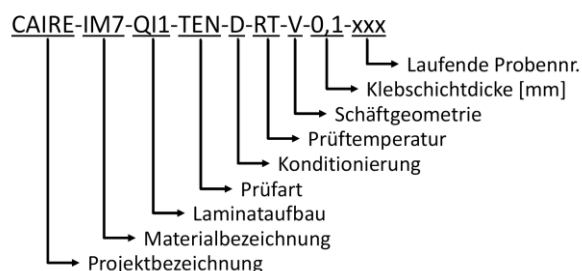 CAIRE-IM7-QI1-TEN-D-RT-V-0,1-xxx
Laufende Probennr.
Klebschichtdicke [mm]
Schäftgeometrie
Prüftemperatur
Konditionierung
Prüfart
Laminataufbau
Materialbezeichnung
Projektbezeichnung